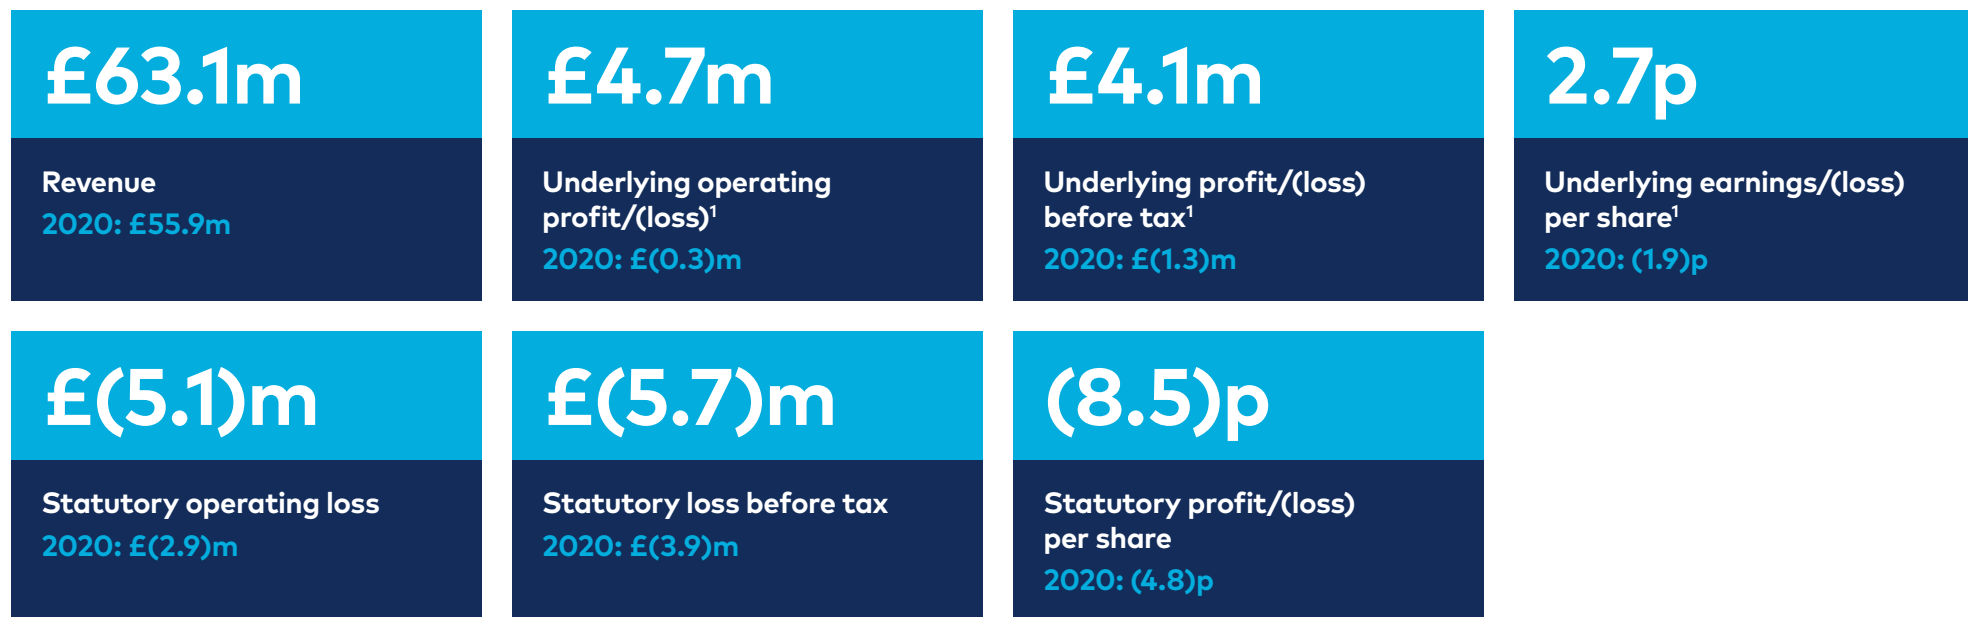 £63.1m
Revenue
2020: £55.9m
£4.7m
Underlying operating
profit/(loss)¹
2020: £(0.3)m
£4.1m
Underlying profit/(loss)
before tax¹
2020: £(1.3)m
2.7p
Underlying earnings/(loss)
per share¹
2020: (1.9)p
£(5.1)m
Statutory operating loss
2020: £(2.9)m
£(5.7)m
Statutory loss before tax
2020: £(3.9)m
(8.5)p
Statutory profit/(loss)
per share
2020: (4.8)p